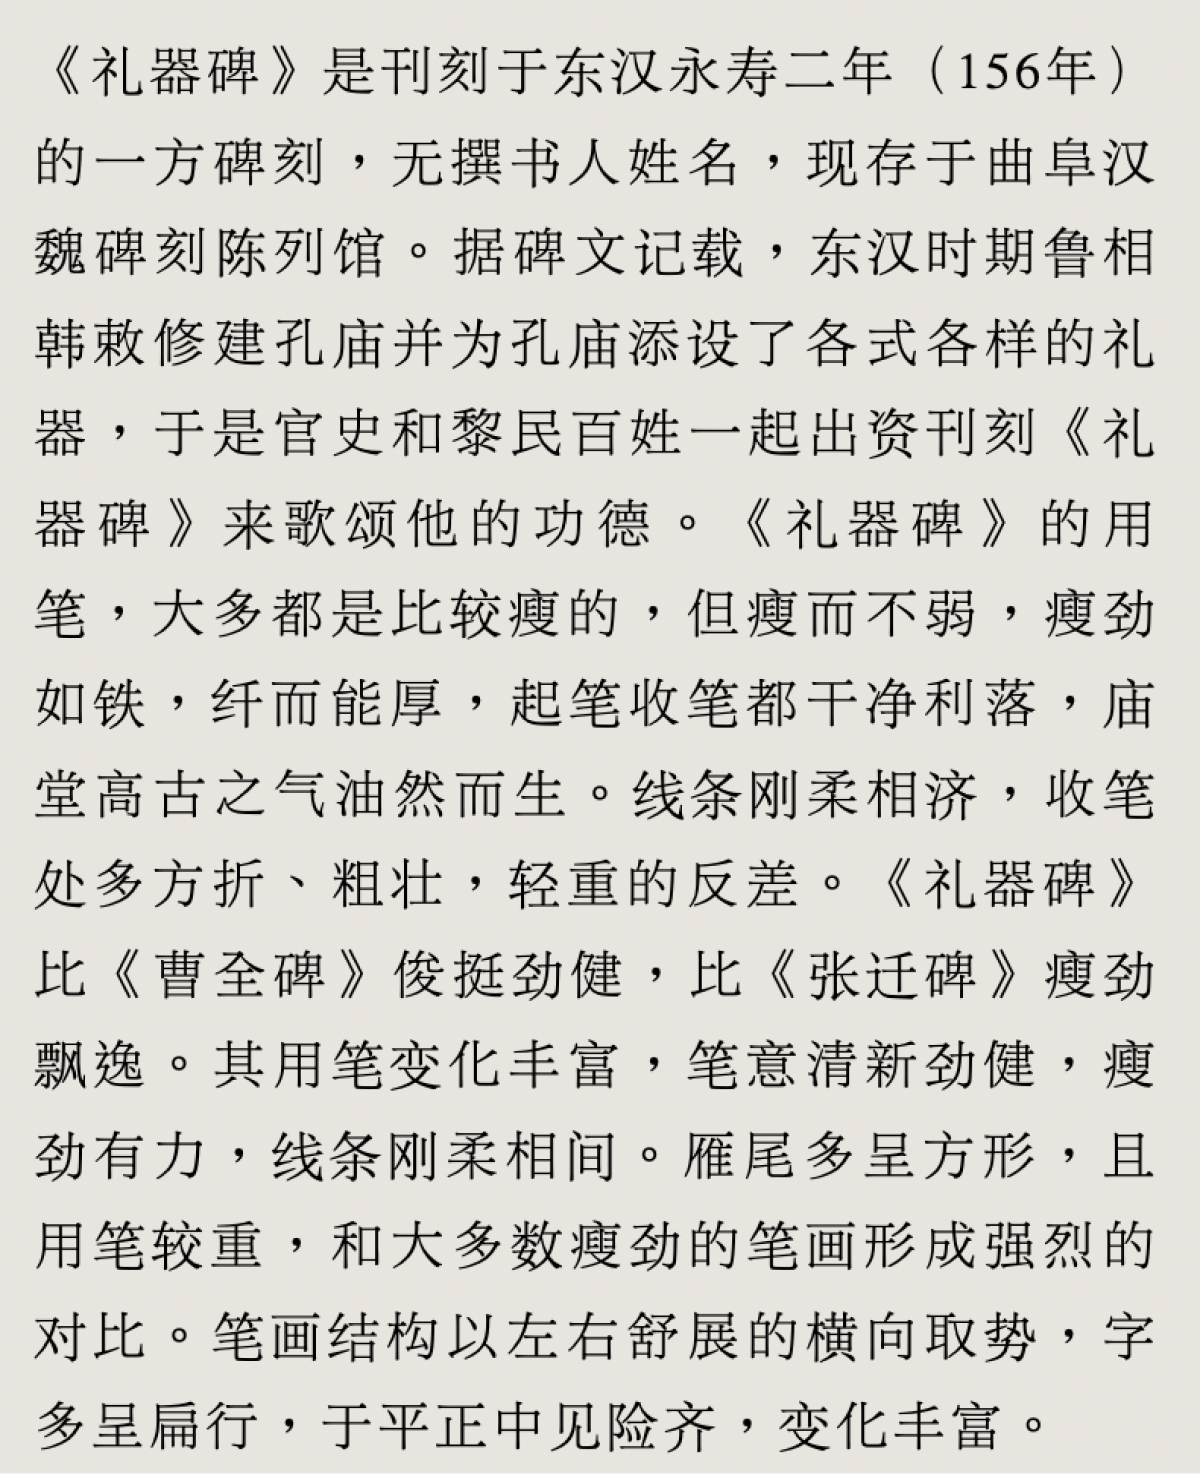 《礼器碑》是刊刻于东汉永寿二年（156年）
的一方碑刻，无撰书人姓名，现存于曲阜汉
魏碑刻陈列馆。据碑文记载，东汉时期鲁相
韩敕修建孔庙并为孔庙添设了各式各样的礼
器，于是官史和黎民百姓一起出资刊刻《礼
器碑》来歌颂他的功德。《礼器碑》的用
笔，大多都是比较瘦的，但瘦而不弱，瘦劲
如铁，纤而能厚，起笔收笔都干净利落，庙
堂高古之气油然而生。线条刚柔相济，收笔
处多方折、粗壮，轻重的反差。《礼器碑》
比《曹全碑》俊挺劲健，比《张迁碑》瘦劲
飘逸。其用笔变化丰富，笔意清新劲健，瘦
劲有力，线条刚柔相间。雁尾多呈方形，且
用笔较重，和大多数瘦劲的笔画形成强烈的
对比。笔画结构以左右舒展的横向取势，字
多呈扁行，于平正中见险齐，变化丰富。